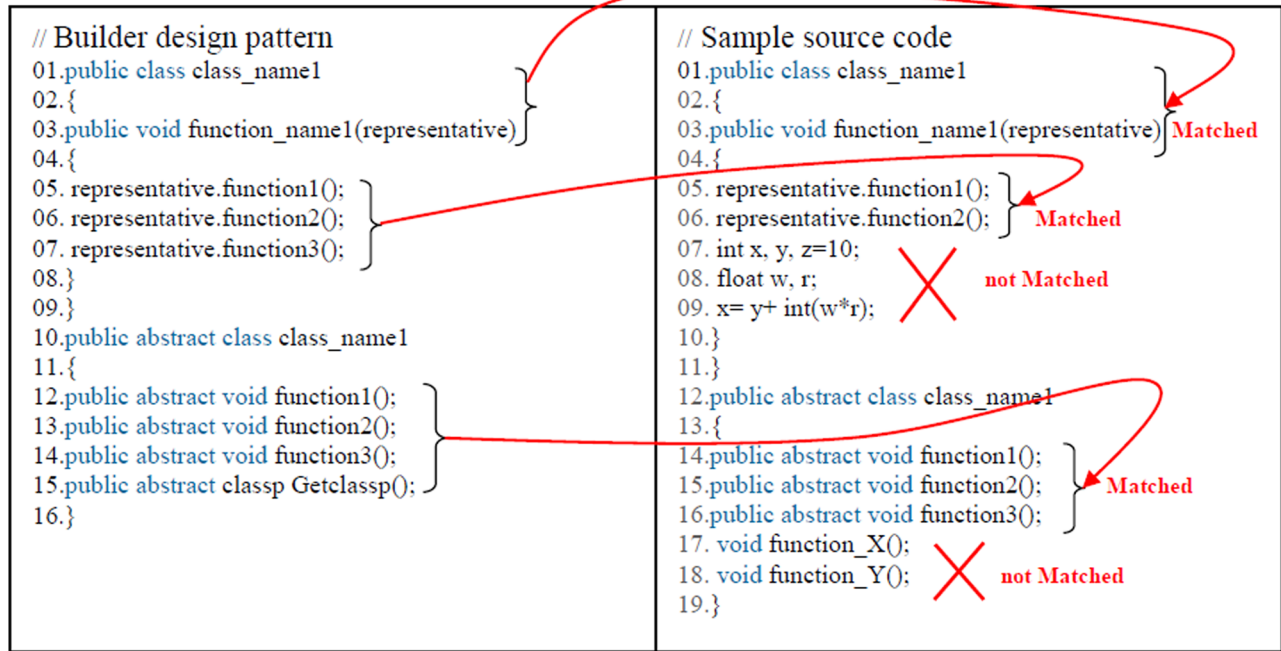 // Builder design pattern
01.public class class_name1
02.{
03.public void function_name1(representative)
04.{
05. representative.function1();
06. representative.function2();
07. representative.function3();
08.}
09.}
10.public abstract class class_name1
11.{
12.public abstract void function1();
13.public abstract void function2();
14.public abstract void function3();
15.public abstract classp Getclassp();
16.}
// Sample source code
01.public class class_name1
02.{
03.public void function_name1(representative)
Matched
04.{
05. representative.function1();
06. representative.function2();
Matched
07. int x, y, z=10;
08. float w, r;
not Matched
09. x= y+ int(w*r);
10.}
11.}
12.public abstract class class_name1
13.{
14.public abstract void function1();
15.public abstract void function2();
Matched
16.public abstract void function3();
17. void function_X();
18. void function_Y();
not Matched
19.}